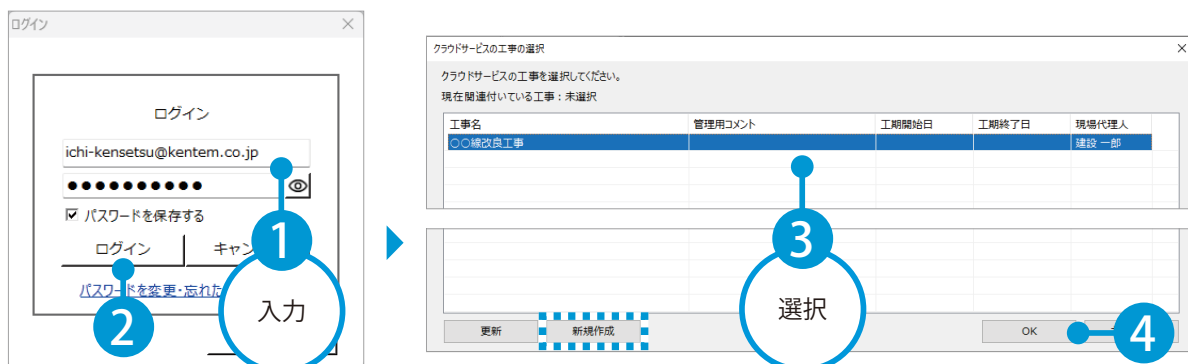 ログイン
ログイン
ichi-kensetsu@kentem.co.jp
パスワードを保存する
ログイン
キャン
パスワードを変更・忘れた
1
入力
2
クラウドサービスの工事の選択
クラウドサービスの工事を選択してください。
現在関連付いている工事：未選択
工事名 管理用コメント 工期開始日 工期終了日 現場代理人
〇〇線改良工事 建設 一郎
3
選択
更新 新規作成 OK
4